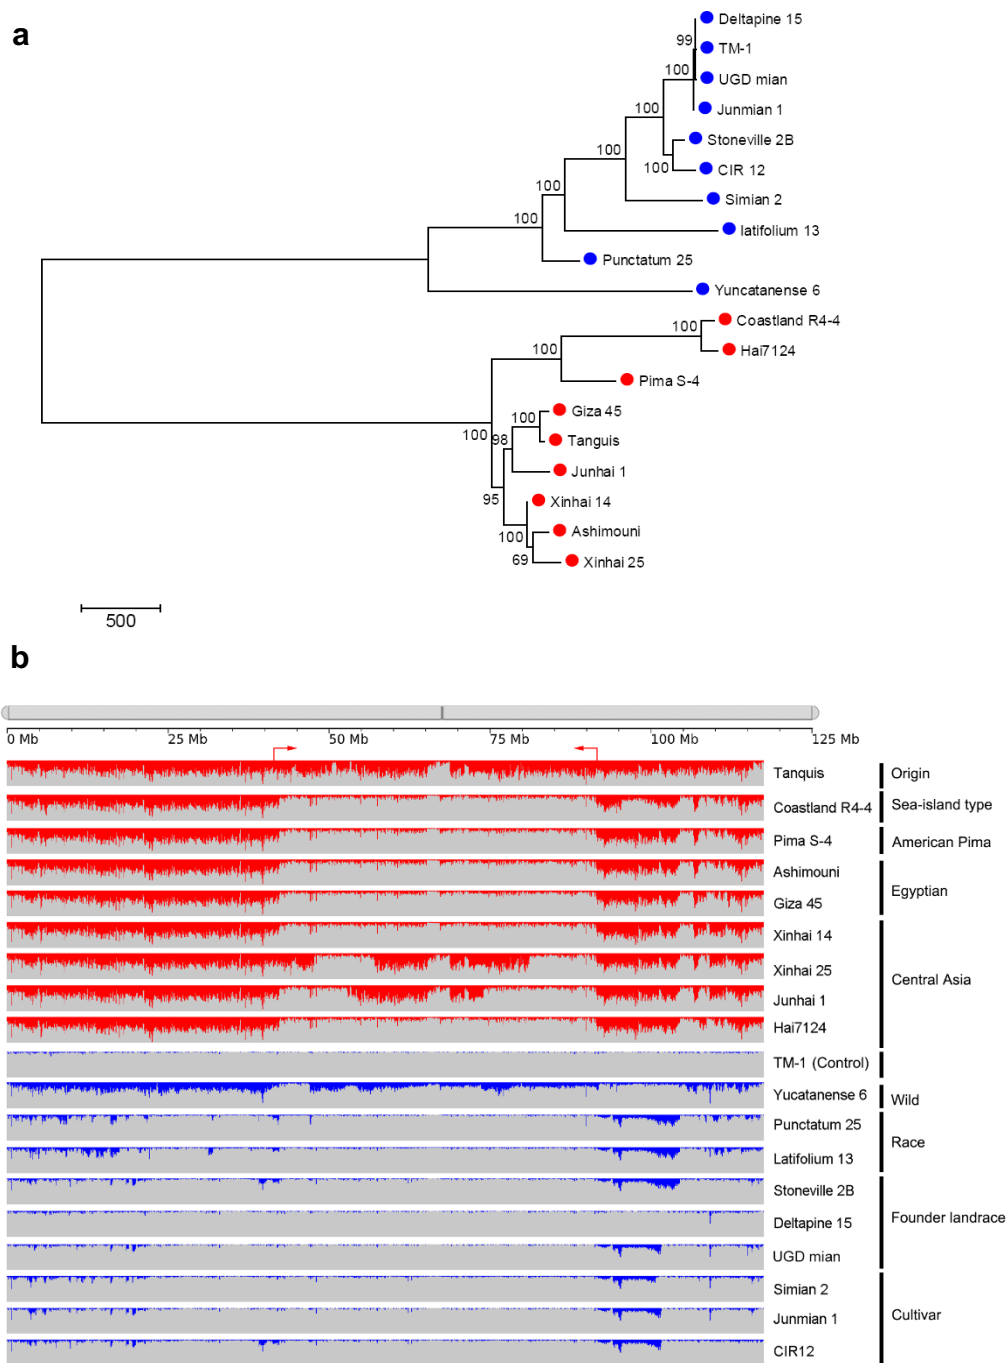 a
Deltapine 15
99
TM-1
100
UGD mian
100
Junmian 1
100
Stoneville 2B
100
CIR 12
100
Simian 2
100
latifolium 13
Punctatum 25
Yuncatanense 6
100
Coastland R4-4
100
Hai7124
Pima S-4
100
Giza 45
100
98
Tanguis
Junhai 1
95
Xinhai 14
100
Ashimouni
69
Xinhai 25
500
b
0 Mb 25 Mb 50 Mb 75 Mb 100 Mb 125 Mb
Tanquis Origin
Coastland R4-4 Sea-island type
Pima S-4 American Pima
Ashimouni
Egyptian
Giza 45
Xinhai 14
Xinhai 25
Central Asia
Junhai 1
Hai7124
TM-1 (Control)
Yucatanense 6 Wild
Punctatum 25
Race
Latifolium 13
Stoneville 2B
Founder landrace
Deltapine 15
UGD mian
Simian 2
Junmian 1 Cultivar
CIR12